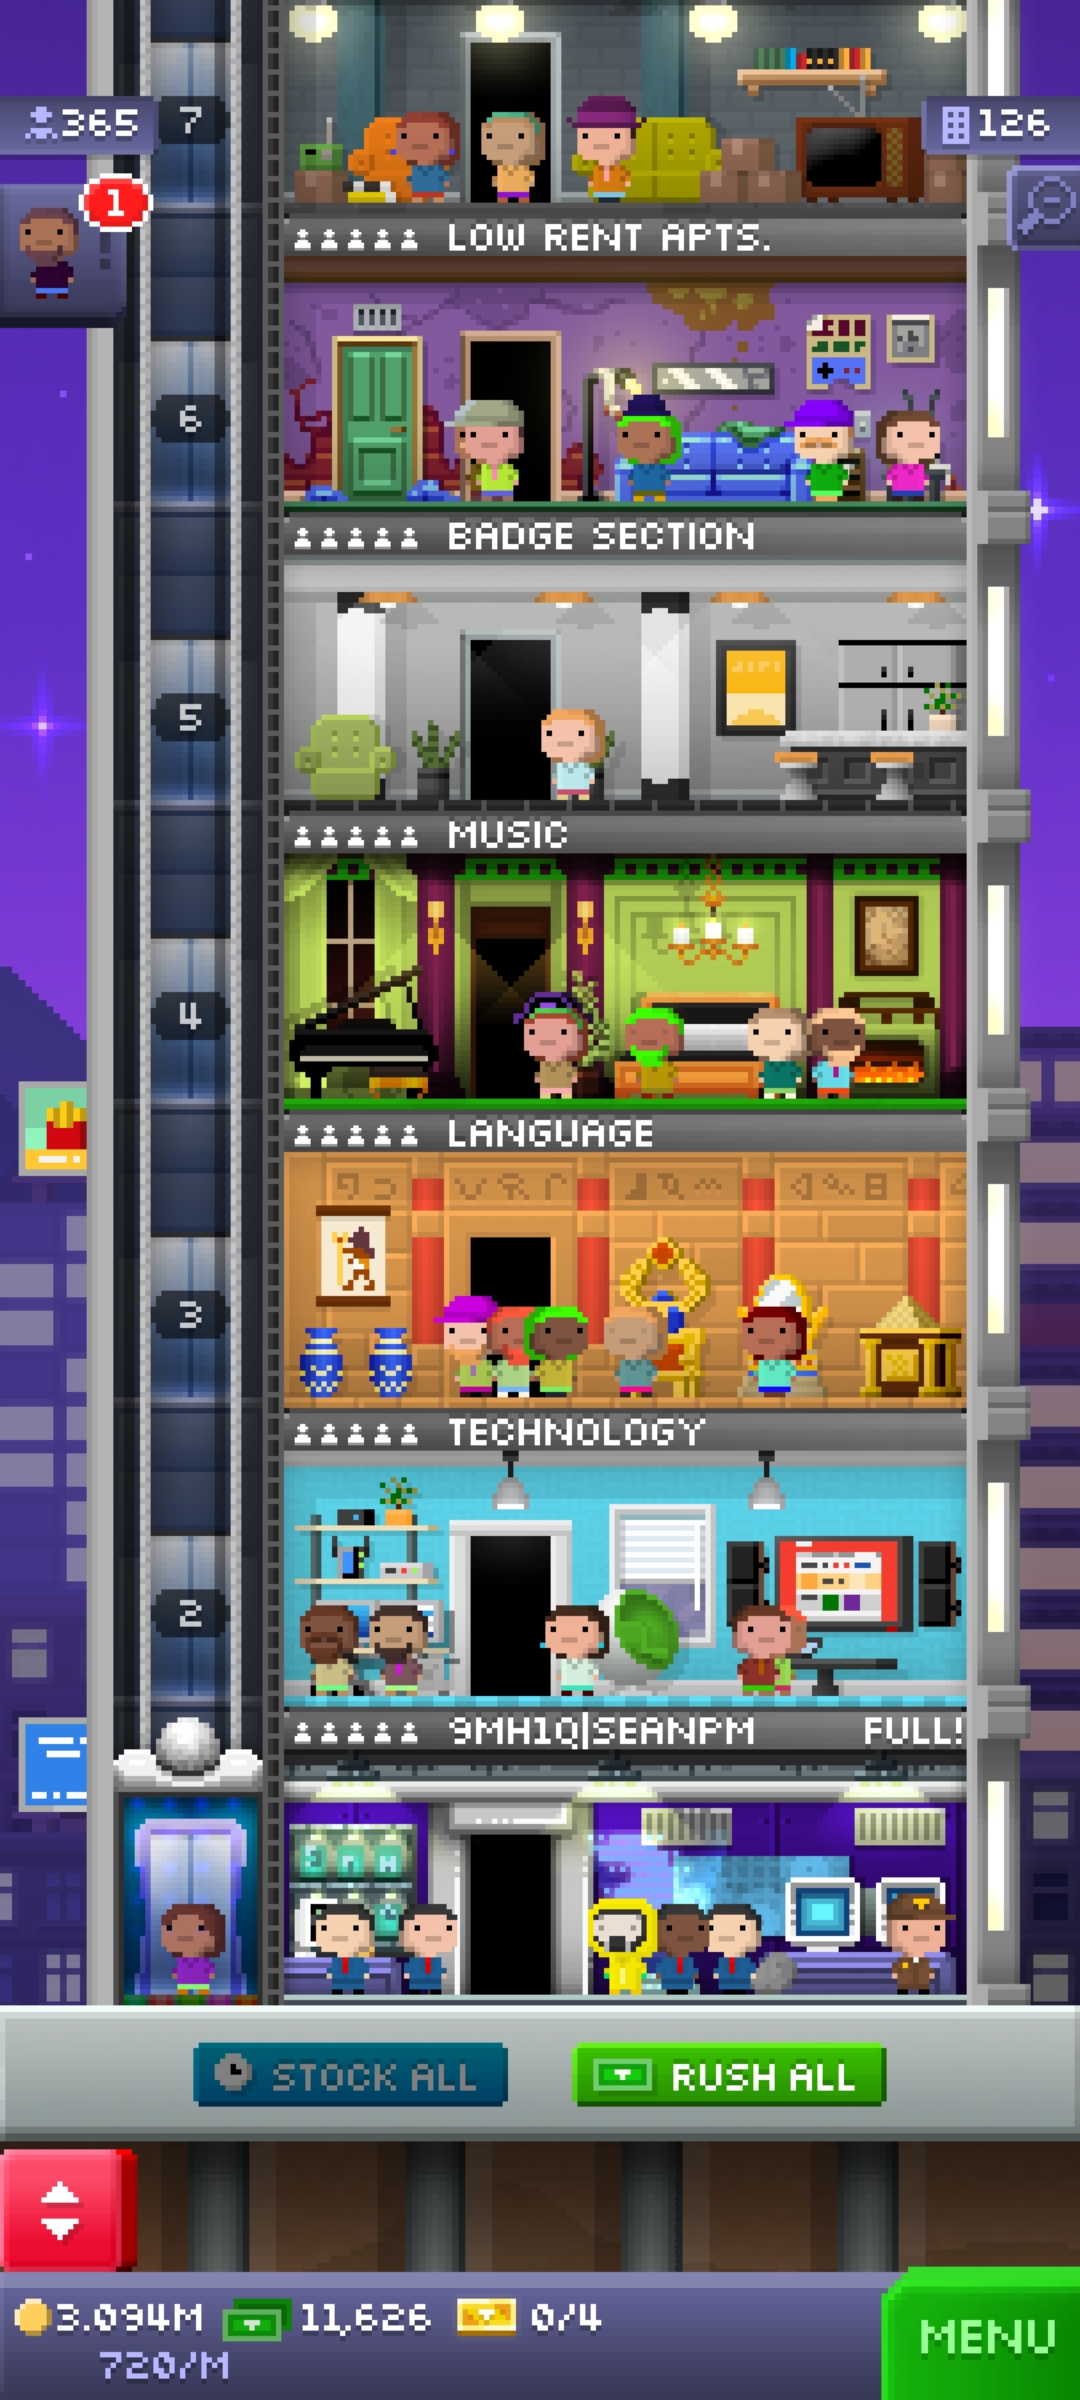 7
365
126
1
LOW RENT APTS.
6
BADGE SECTION
5
MUSIC
4
LANGUAGE
3
TECHNOLOGY
2
9MH1Q|SEANPM FULL!
STOCK ALL
RUSH ALL
3.094M 11,626 0/4
720/M
MENU